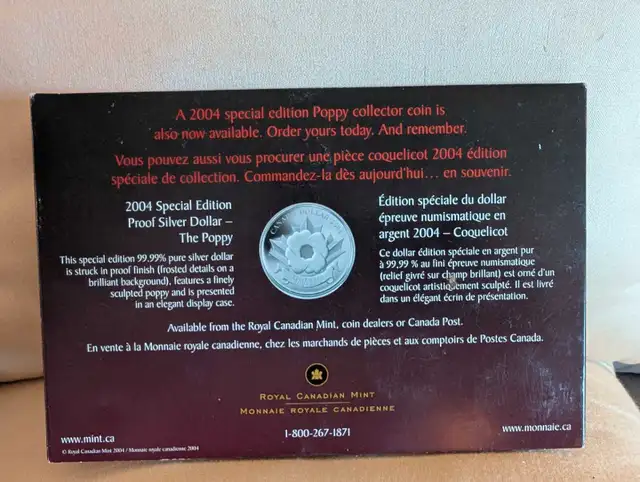 A 2004 special edition Poppy collector coin is
also now available. Order yours today. And remember.
Vous pouvez aussi vous procurer une pièce coquelicot 2004 édition
spéciale de collection. Commandez-la dès aujourd'hui... en souvenir.
2004 Special Edition
Proof Silver Dollar –
The Poppy
This special edition 99.99% pure silver dollar
is struck in proof finish (frosted details on a
brilliant background), features a finely
sculpted poppy and is presented
in an elegant display case.
CANADA DOLLAR 2004
Édition spéciale du dollar
épreuve numismatique en
argent 2004 – Coquelicot
Ce dollar édition spéciale en argent pur
à 99,99 % au fini épreuve numismatique
(relief givré sur champ brillant) est orné d'un
coquelicot artistiquement sculpté. Il est livré
dans un élégant écrin de présentation.
Available from the Royal Canadian Mint, coin dealers or Canada Post.
En vente à la Monnaie royale canadienne, chez les marchands de pièces et aux comptoirs de Postes Canada.
ROYAL CANADIAN MINT
MONNAIE ROYALE CANADIENNE
1-800-267-1871
www.mint.ca
www.monnaie.ca
© Royal Canadian Mint 2004 / Monnaie royale canadienne 2004